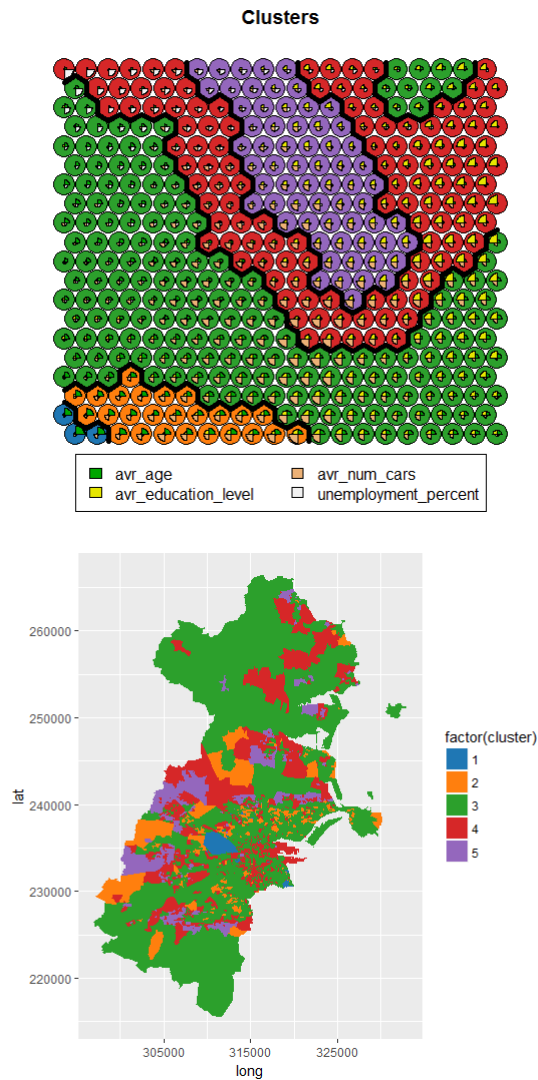 Clusters
avr_age
avr_num_cars
avr_education_level
unemployment_percent
260000
250000
240000
230000
220000
lat
305000 315000 325000
long
factor(cluster)
1
2
3
4
5